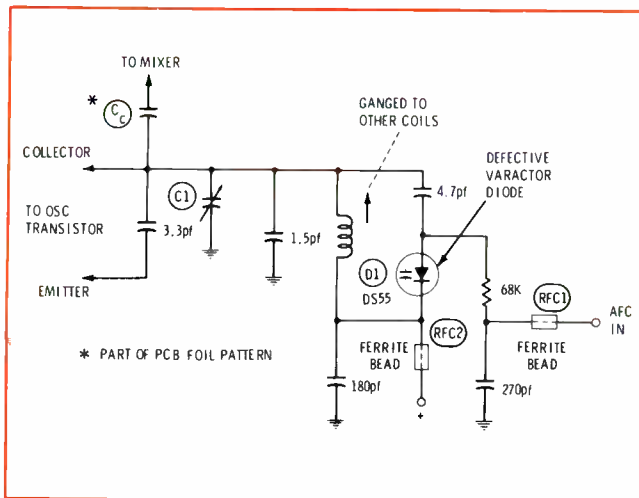 TO MIXER
*
Cc
GANGED TO
OTHER COILS
COLLECTOR
DEFECTIVE
VARACTOR
DIODE
C1
4.7pf
TO OSC
TRANSISTOR
3.3pf
1.5pf
D1
DS55
68K
RFC1
AFC
IN
EMITTER
RFC2
* PART OF PCB FOIL PATTERN
FERRITE
BEAD
FERRITE
BEAD
180pf
270pf
+